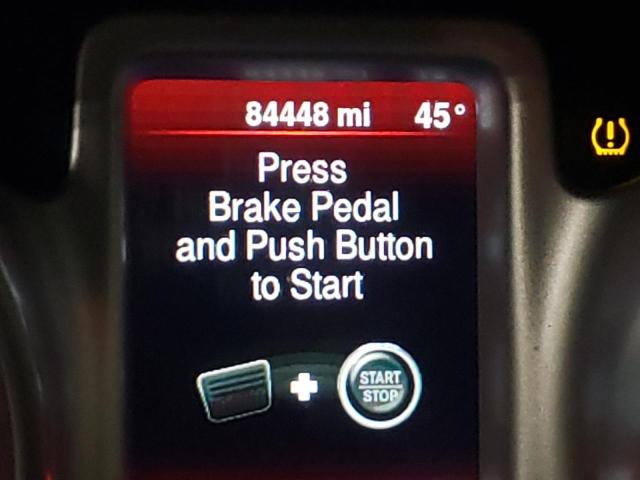 84448 mi 45°
Press
Brake Pedal
and Push Button
to Start
START
STOP